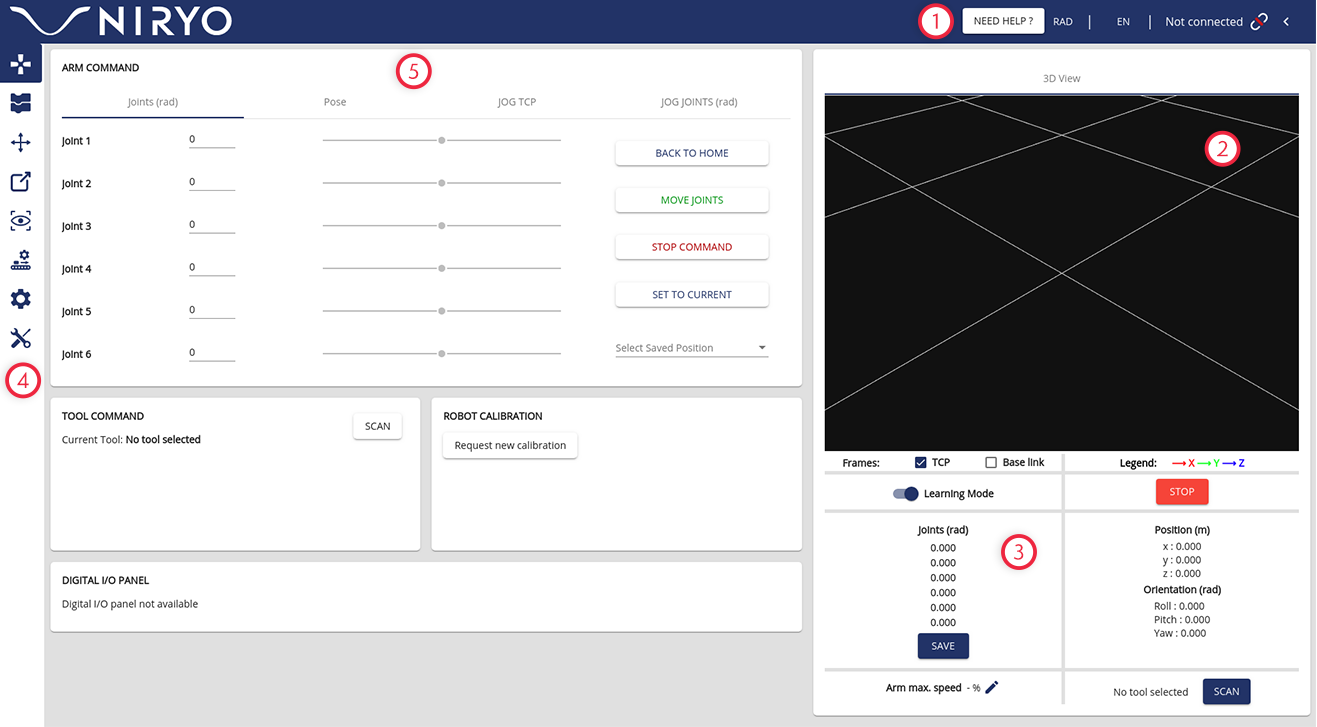 NIRYO
1
NEED HELP ?
RAD
|
EN
|
Not connected
ARM COMMAND
5
Joints (rad)
Pose
JOG TCP
JOG JOINTS (rad)
Joint 1
0
Joint 2
0
Joint 3
0
Joint 4
0
Joint 5
0
Joint 6
0
BACK TO HOME
MOVE JOINTS
STOP COMMAND
SET TO CURRENT
Select Saved Position
4
TOOL COMMAND
Current Tool: No tool selected
SCAN
ROBOT CALIBRATION
Request new calibration
DIGITAL I/O PANEL
Digital I/O panel not available
3D View
2
Frames:
TCP
Base link
Legend:
X
Y
Z
Learning Mode
STOP
Joints (rad)
0.000
0.000
0.000
0.000
0.000
0.000
3
SAVE
Position (m)
x : 0.000
y : 0.000
z : 0.000
Orientation (rad)
Roll : 0.000
Pitch : 0.000
Yaw : 0.000
Arm max. speed - %
No tool selected
SCAN